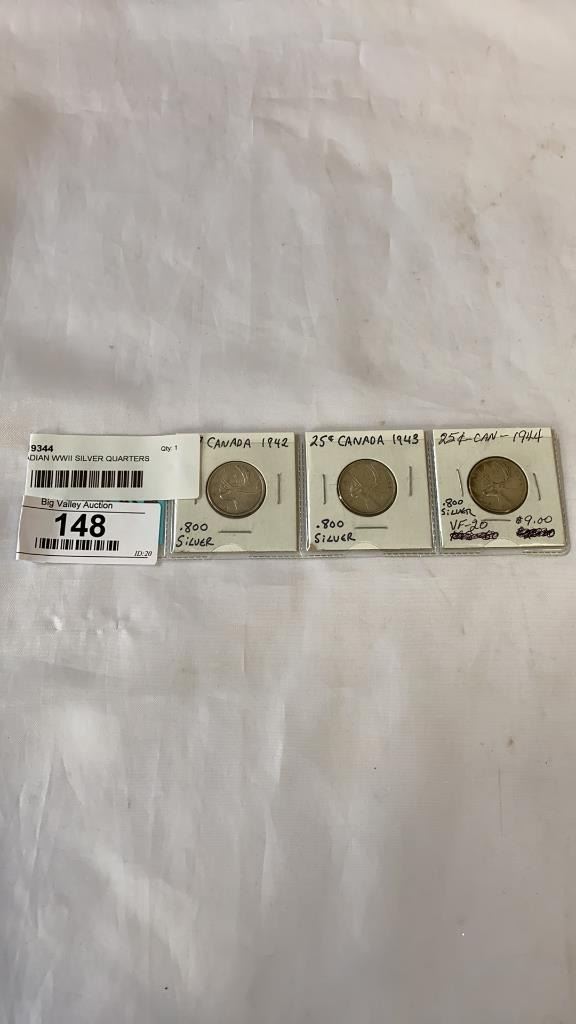 9344 Qty: 1
DIAN WWII SILVER QUARTERS
Big Valley Auction
148
ID:20
CANADA 1942
.800
SILVER
25¢ CANADA 1943
.800
SILVER
25¢-CAN-1944
.800
SILVER
VF-20 $9.00